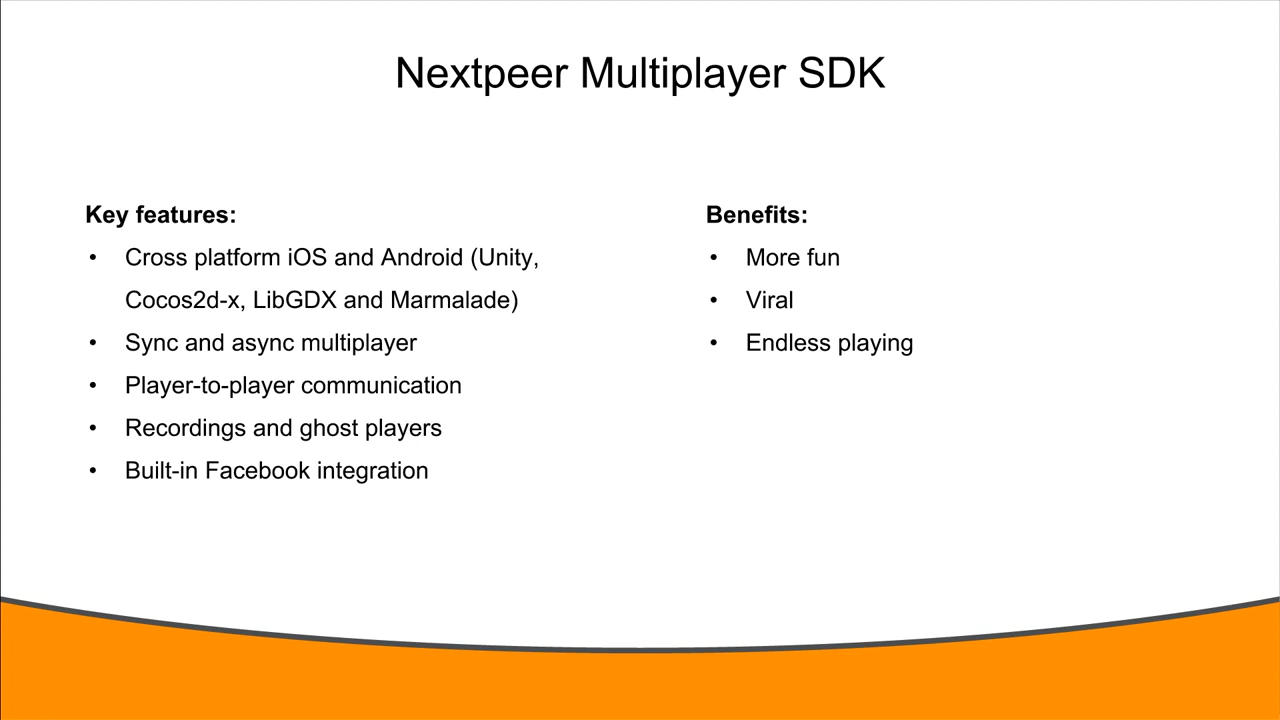 Nextpeer Multiplayer SDK
Key features:
• Cross platform iOS and Android (Unity,
Cocos2d-x, LibGDX and Marmalade)
• Sync and async multiplayer
• Player-to-player communication
• Recordings and ghost players
• Built-in Facebook integration
Benefits:
• More fun
• Viral
• Endless playing